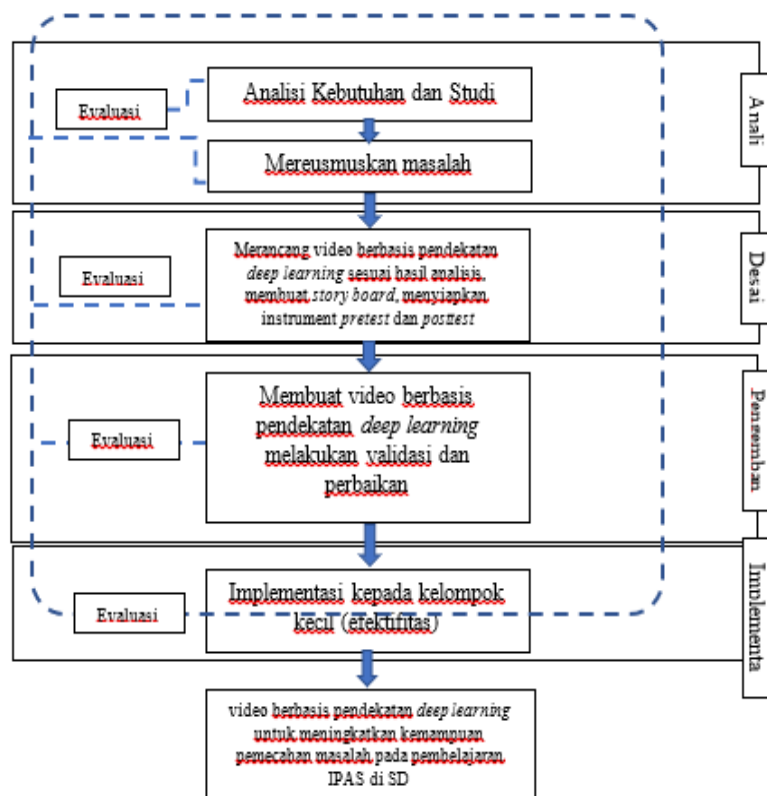 Evaluasi
Analisi Kebutuhan dan Studi
Mereusmuskan masalah
Anali
Evaluasi
Merancang video berbasis pendekatan
deep learning sesuai hasil analisis,
membuat story board, menyiapkan
instrument pretest dan posttest
Desai
Evaluasi
Membuat video berbasis
pendekatan deep learning
melakukan validasi dan
perbaikan
Pengemban
Evaluasi
Implementasi kepada kelompok
kecil (efektifitas)
Implementa
video berbasis pendekatan deep learning
untuk meningkatkan kemampuan
pemecahan masalah pada pembelajaran
IPAS di SD